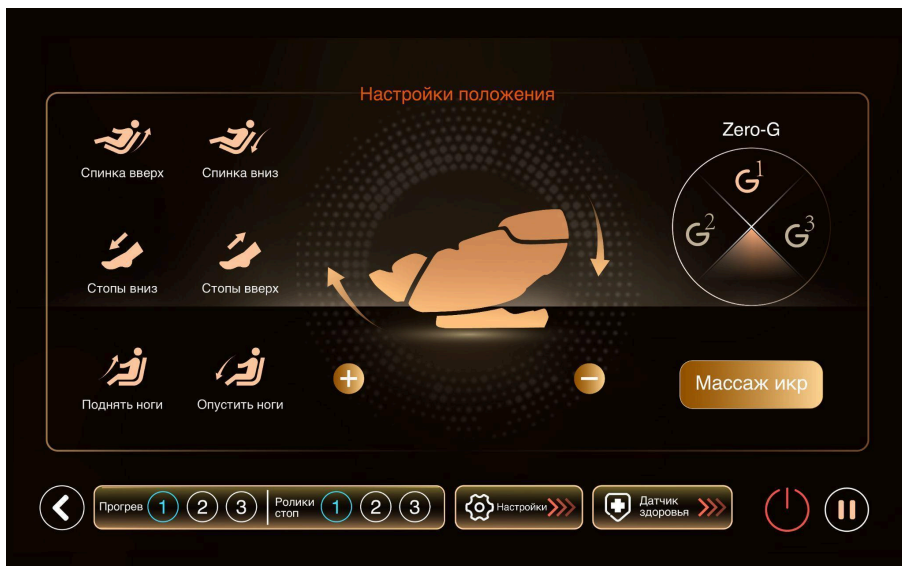 Настройки положения
Спинка вверх
Спинка вниз
Zero-G
G1
G2
G3
Стопы вниз
Стопы вверх
Поднять ноги
Опустить ноги
+
−
Массаж икр
Прогрев 1 2 3
Ролики
стоп
1 2 3
Настройки
Датчик
здоровья